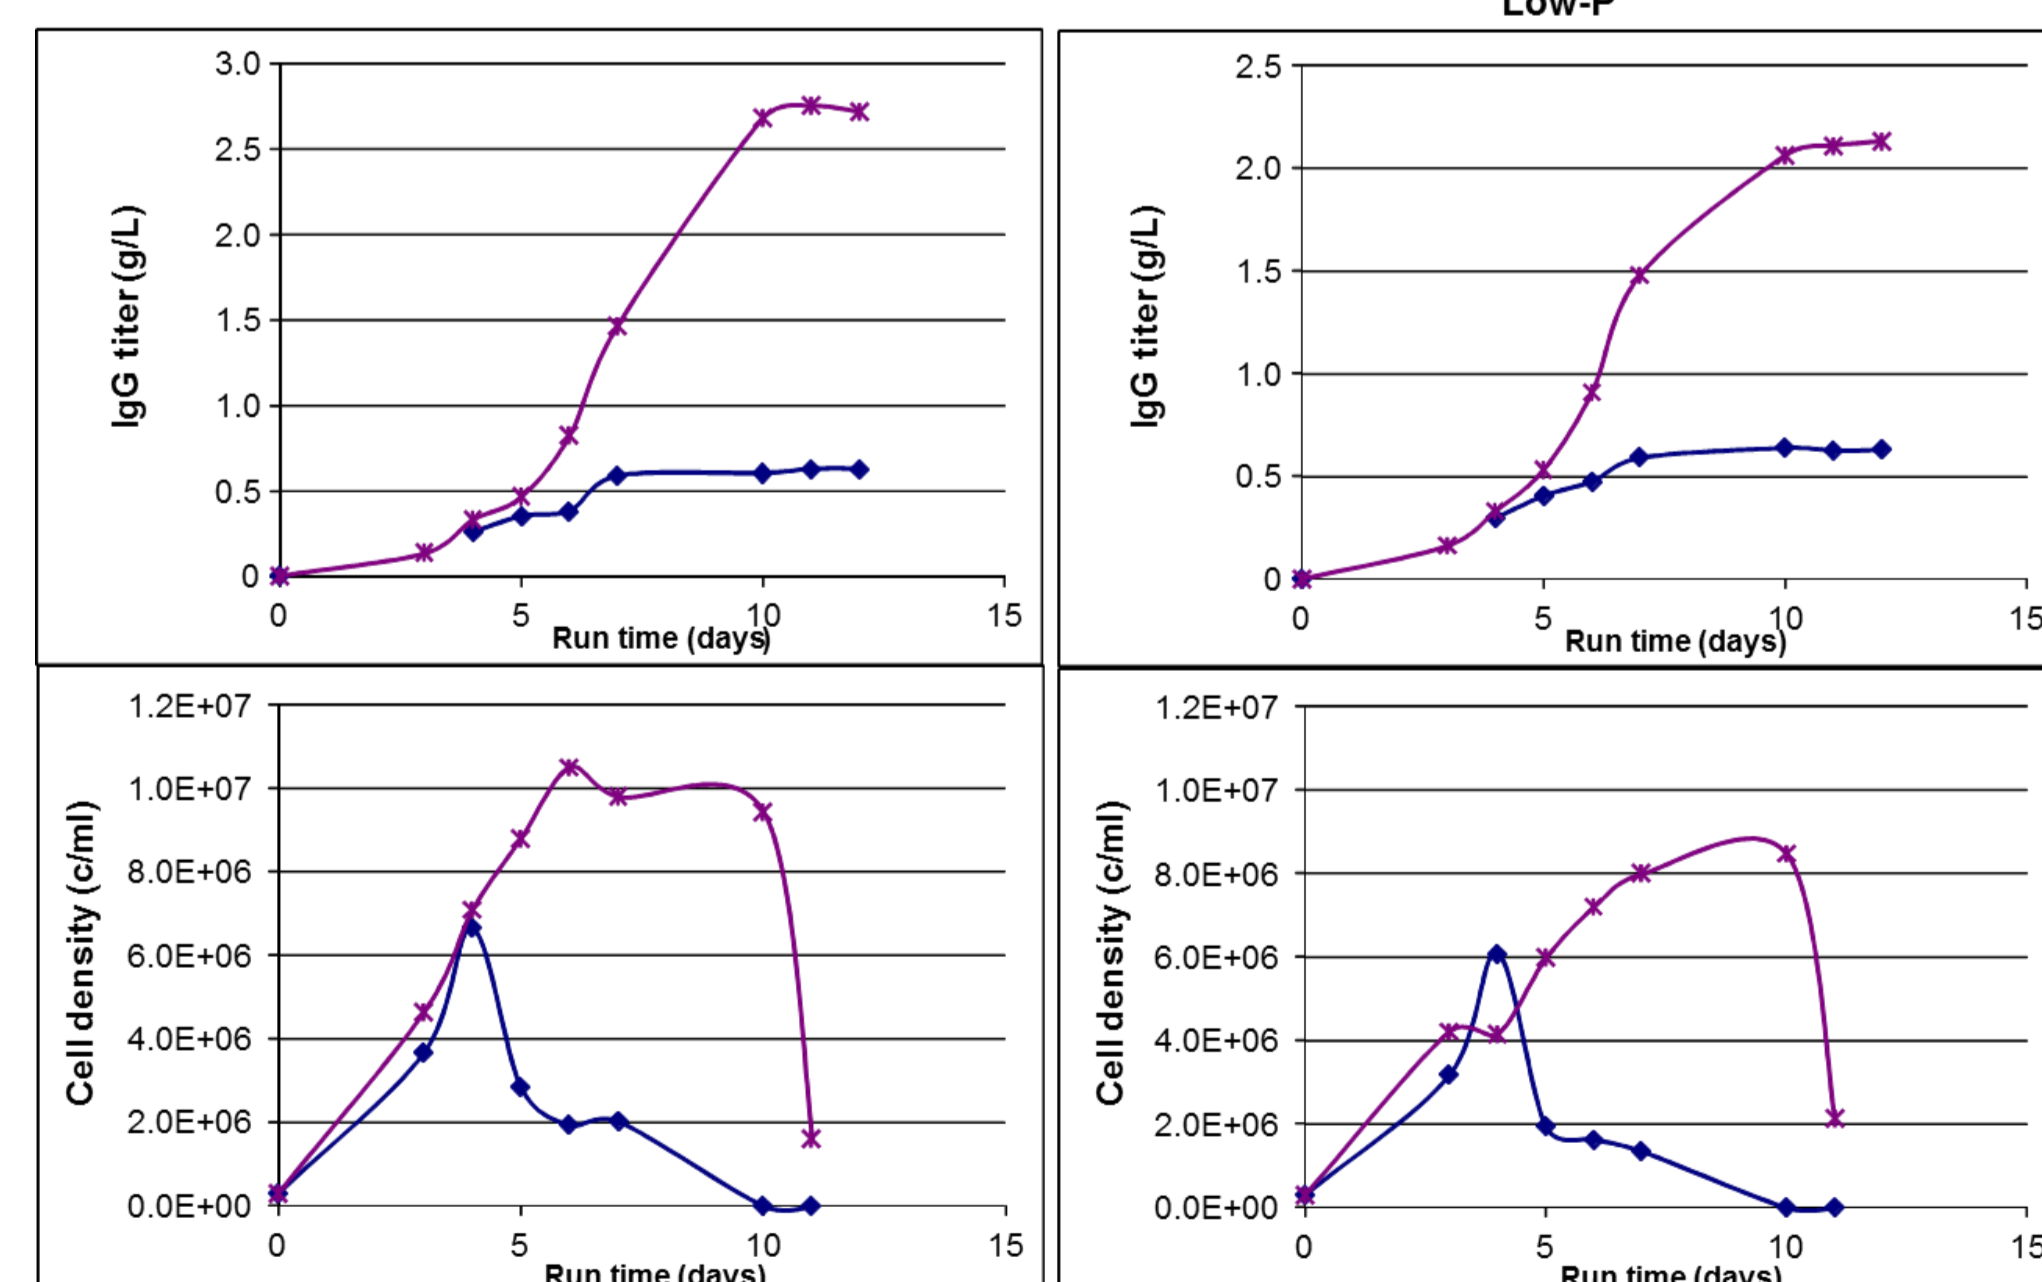 Low-P
3.0
2.5
2.0
1.5
1.0
0.5
0
0 5 10 15
IgG titer (g/L)
Run time (days)
2.5
2.0
1.5
1.0
0.5
0
0 5 10 15
IgG titer (g/L)
Run time (days)
1.2E+07
1.0E+07
8.0E+06
6.0E+06
4.0E+06
2.0E+06
0.0E+00
0 5 10 15
Cell density (c/ml)
Run time (days)
1.2E+07
1.0E+07
8.0E+06
6.0E+06
4.0E+06
2.0E+06
0.0E+00
0 5 10 15
Cell density (c/ml)
Run time (days)